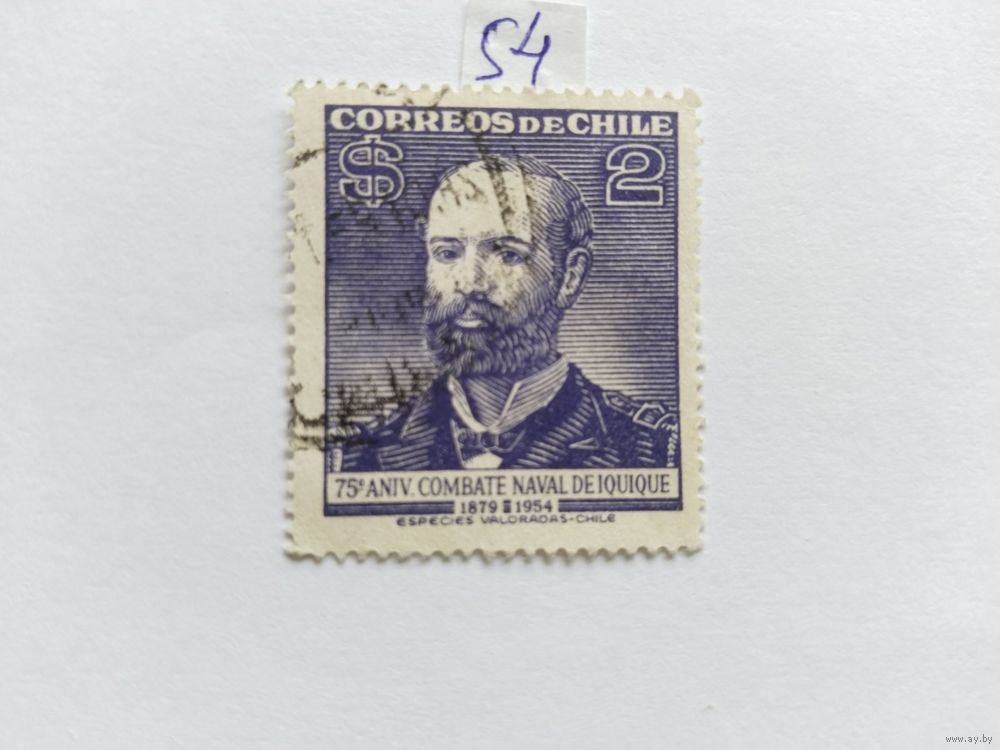 54
CORREOS DE CHILE
$ 2
75º ANIV. COMBATE NAVAL DE IQUIQUE
1879 1954
ESPECIES VALORADAS-CHILE
www.ay.by